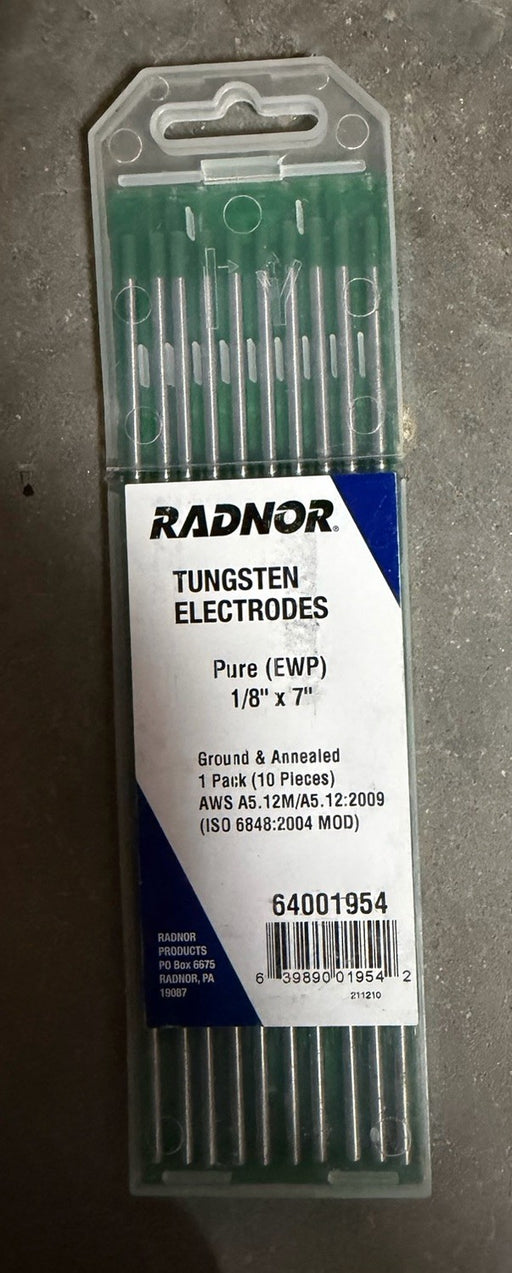 RADNOR®
TUNGSTEN
ELECTRODES
Pure (EWP)
1/8" x 7"
Ground & Annealed
1 Pack (10 Pieces)
AWS A5.12M/A5.12:2009
(ISO 6848:2004 MOD)
64001954
RADNOR
PRODUCTS
PO Box 6675
RADNOR, PA
19087
6 39890 01954 2
211210